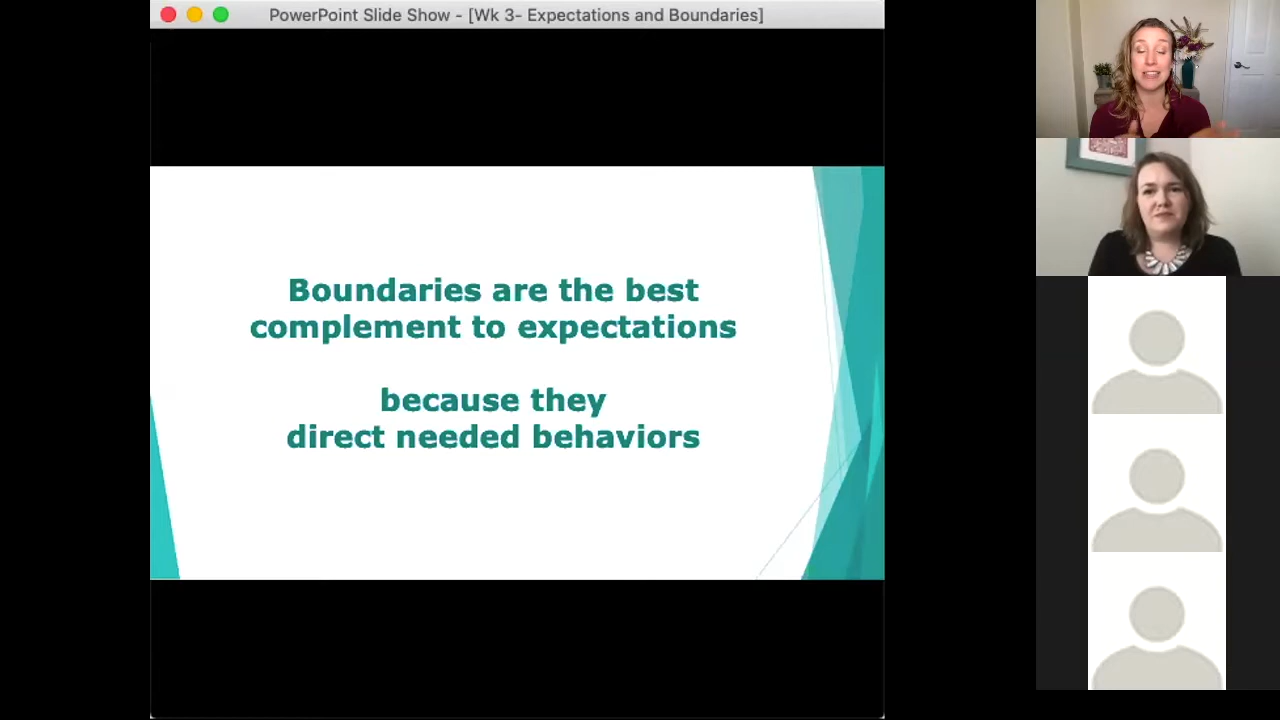 PowerPoint Slide Show - [Wk 3- Expectations and Boundaries]
Boundaries are the best
complement to expectations
because they
direct needed behaviors